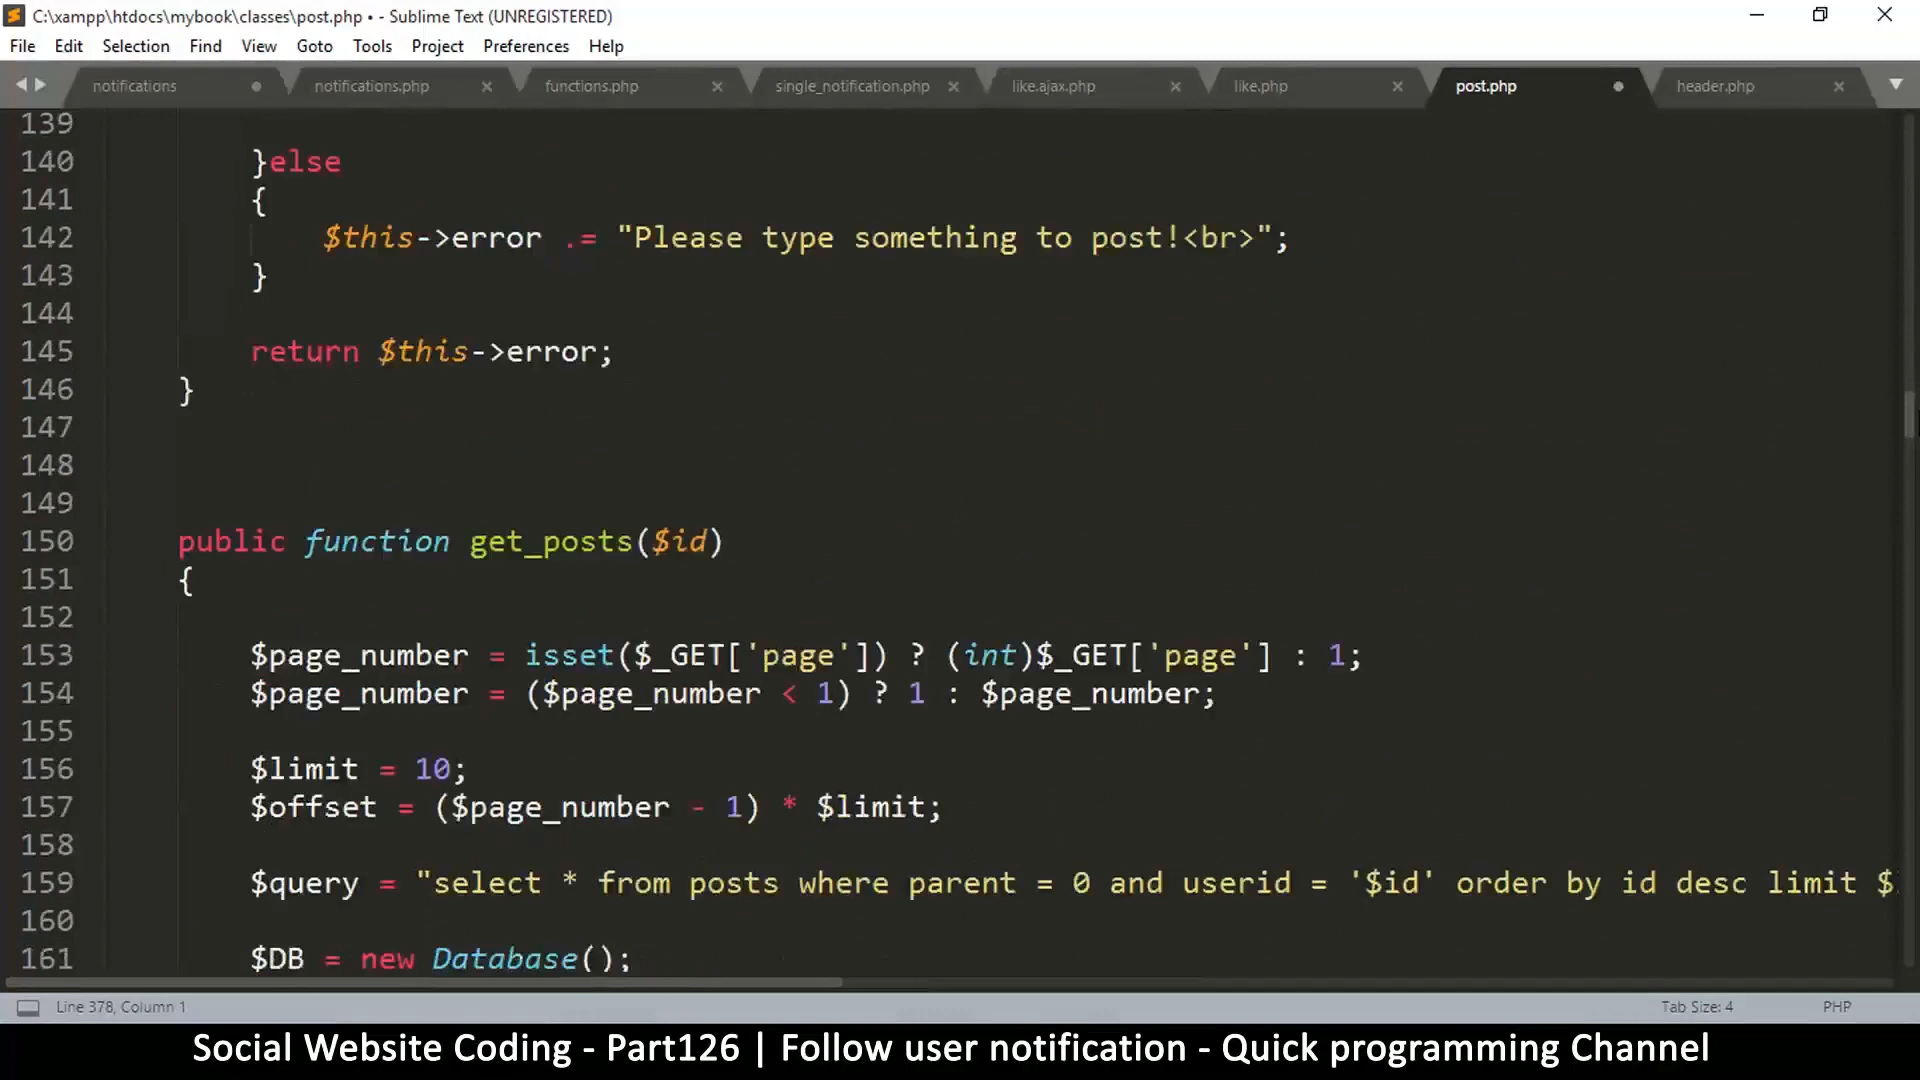 C:\xampp\htdocs\mybook\classes\post.php • - Sublime Text (UNREGISTERED)
File Edit Selection Find View Goto Tools Project Preferences Help
notifications notifications.php functions.php single_notification.php like.ajax.php like.php post.php header.php
139
140 }else
141 {
142 $this->error .= "Please type something to post!<br>";
143 }
144
145 return $this->error;
146 }
147
148
149
150 public function get_posts($id)
151 {
152
153 $page_number = isset($_GET['page']) ? (int)$_GET['page'] : 1;
154 $page_number = ($page_number < 1) ? 1 : $page_number;
155
156 $limit = 10;
157 $offset = ($page_number - 1) * $limit;
158
159 $query = "select * from posts where parent = 0 and userid = '$id' order by id desc limit $
160
161 $DB = new Database();
Line 378, Column 1 Tab Size: 4 PHP
Social Website Coding - Part126 | Follow user notification - Quick programming Channel